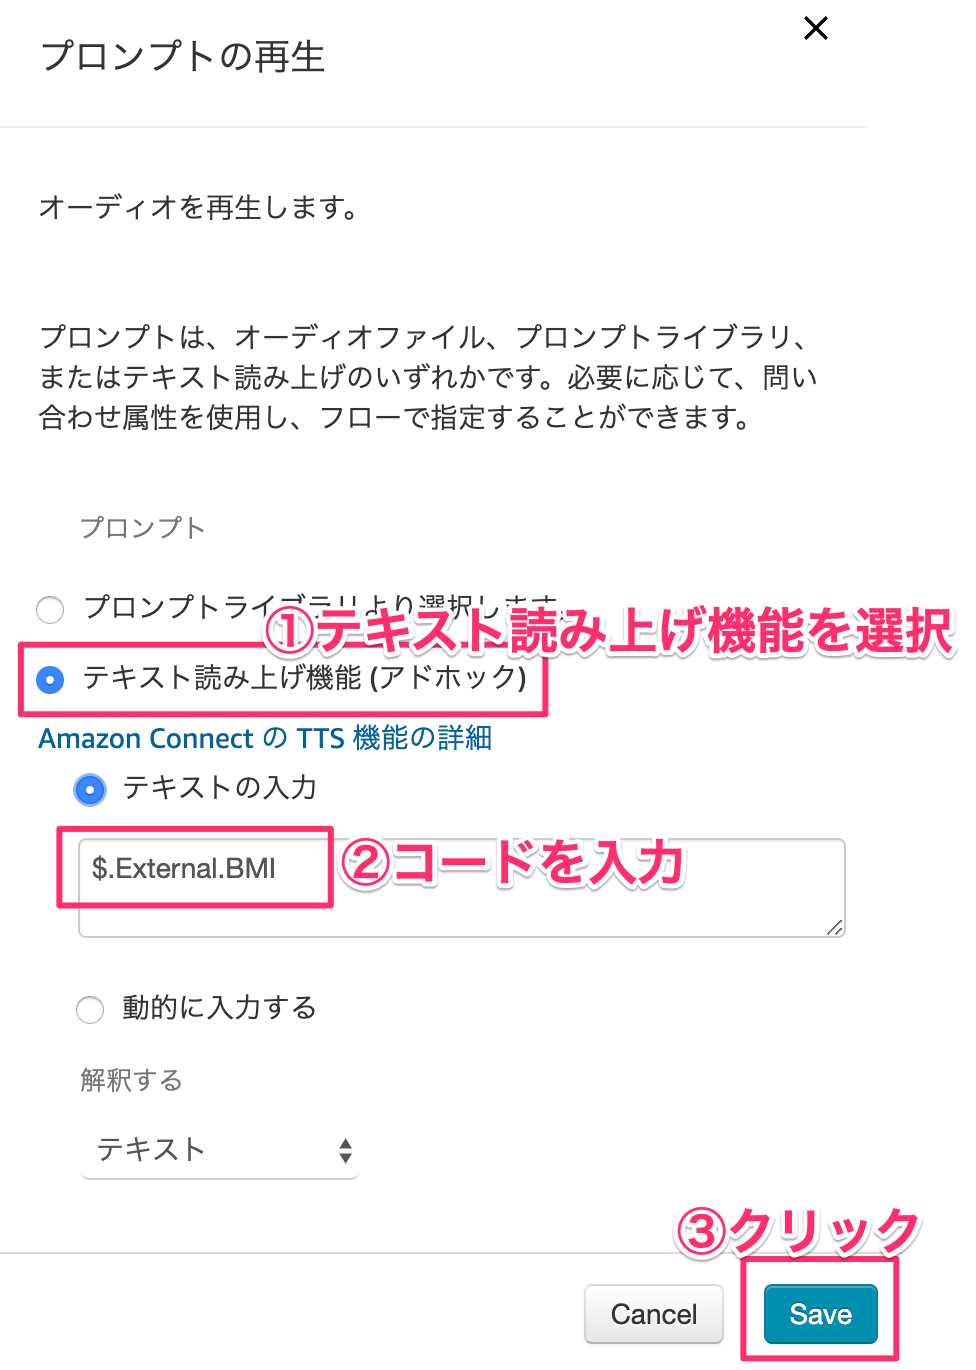 プロンプトの再生
オーディオを再生します。
プロンプトは、オーディオファイル、プロンプトライブラリ、
またはテキスト読み上げのいずれかです。必要に応じて、問い
合わせ属性を使用し、フローで指定することができます。
プロンプト
プロンプトライブラリより選択します。
①テキスト読み上げ機能を選択
テキスト読み上げ機能 (アドホック)
Amazon Connect の TTS 機能の詳細
テキストの入力
$.External.BMI
②コードを入力
動的に入力する
解釈する
テキスト
③クリック
Cancel
Save